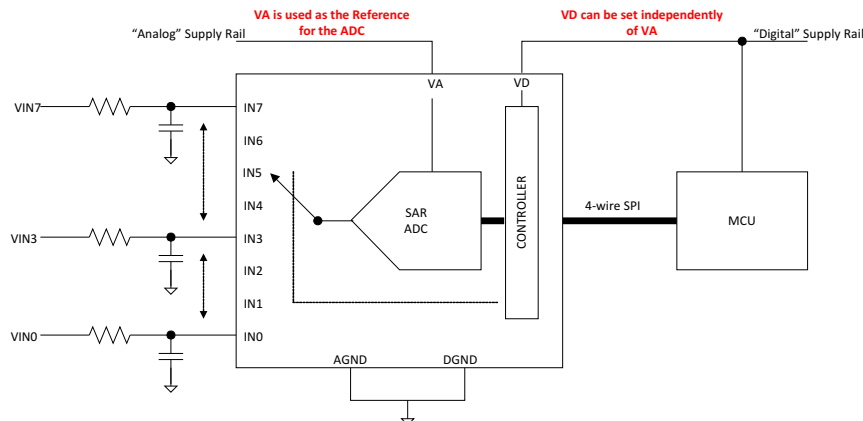 VA is used as the Reference
for the ADC
VD can be set independently
of VA
“Analog” Supply Rail
“Digital” Supply Rail
VA
VD
VIN7
IN7
IN6
IN5
IN4
VIN3
IN3
IN2
IN1
VIN0
IN0
SAR
ADC
CONTROLLER
4-wire SPI
MCU
AGND
DGND